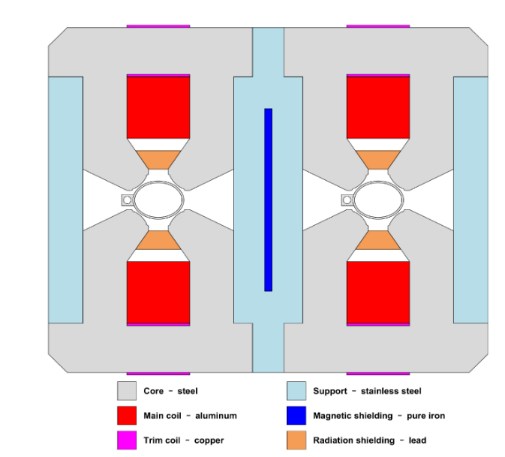 Core - steel
Support - stainless steel
Main coil - aluminum
Magnetic shielding - pure iron
Trim coil - copper
Radiation shielding - lead